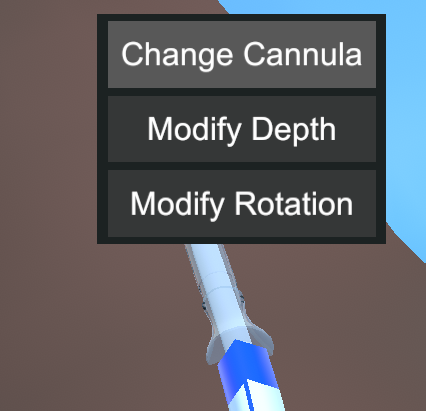 Change Cannula
Modify Depth
Modify Rotation